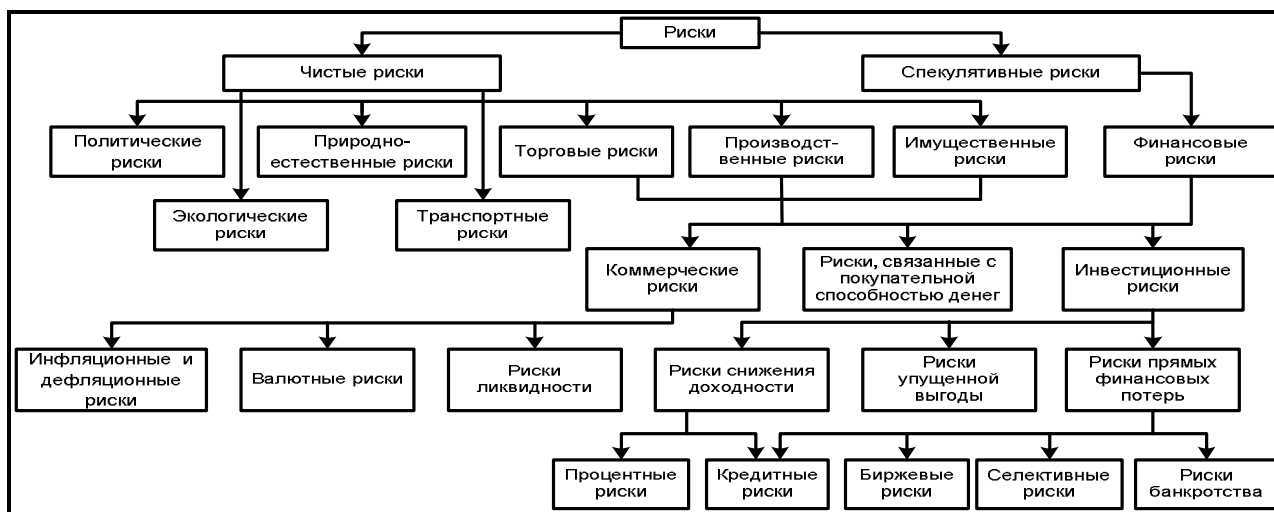 Риски
Чистые риски
Спекулятивные риски
Политические
риски
Природно-
естественные риски
Торговые риски
Производст-
венные риски
Имущественные
риски
Финансовые
риски
Экологические
риски
Транспортные
риски
Коммерческие
риски
Риски, связанные с
покупательной
способностью денег
Инвестиционные
риски
Инфляционные и
дефляционные
риски
Валютные риски
Риски
ликвидности
Риски снижения
доходности
Риски
упущенной
выгоды
Риски прямых
финансовых
потерь
Процентные
риски
Кредитные
риски
Биржевые
риски
Селективные
риски
Риски
банкротства